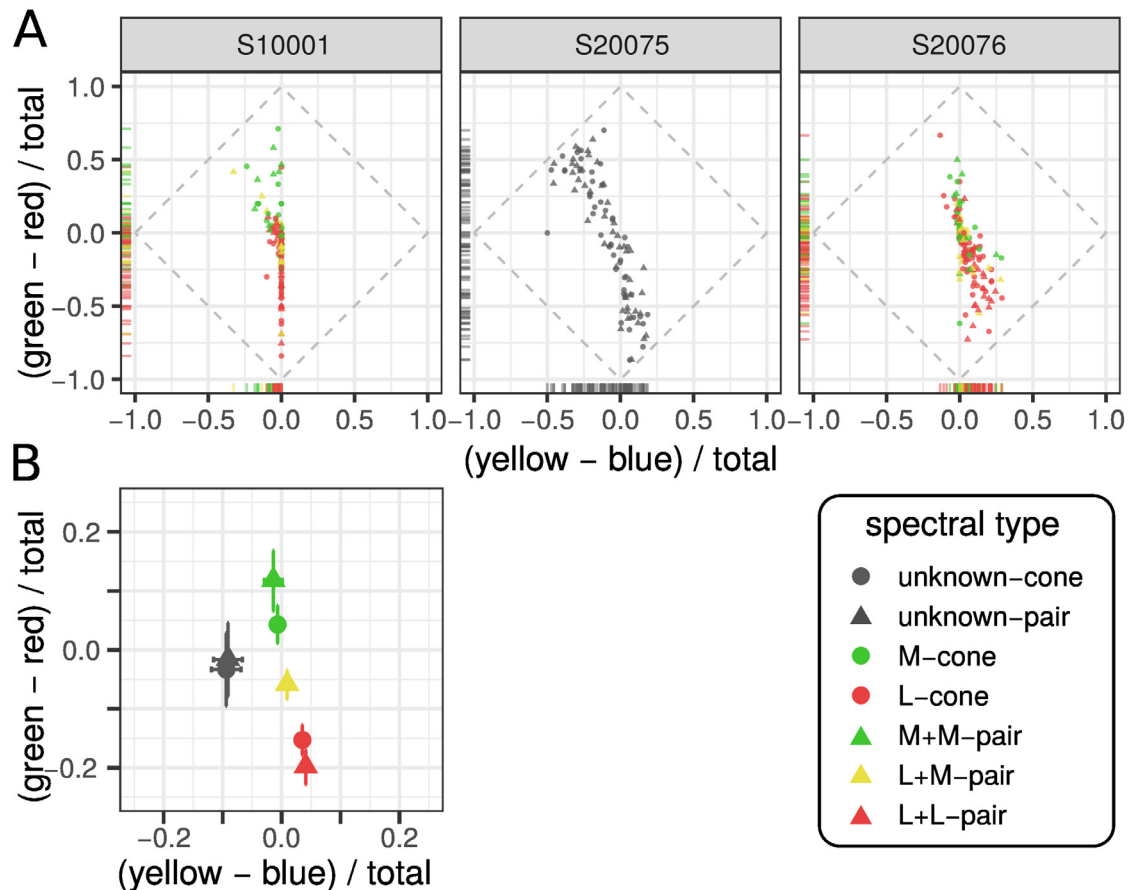 A
S10001 S20075 S20076
(green − red) / total
1.0
0.5
0.0
−0.5
−1.0
−1.0 −0.5 0.0 0.5 1.0 −1.0 −0.5 0.0 0.5 1.0 −1.0 −0.5 0.0 0.5 1.0
(yellow − blue) / total
B
(green − red) / total
0.2
0.0
−0.2
−0.2 0.0 0.2
(yellow − blue) / total
spectral type
unknown−cone
unknown−pair
M−cone
L−cone
M+M−pair
L+M−pair
L+L−pair